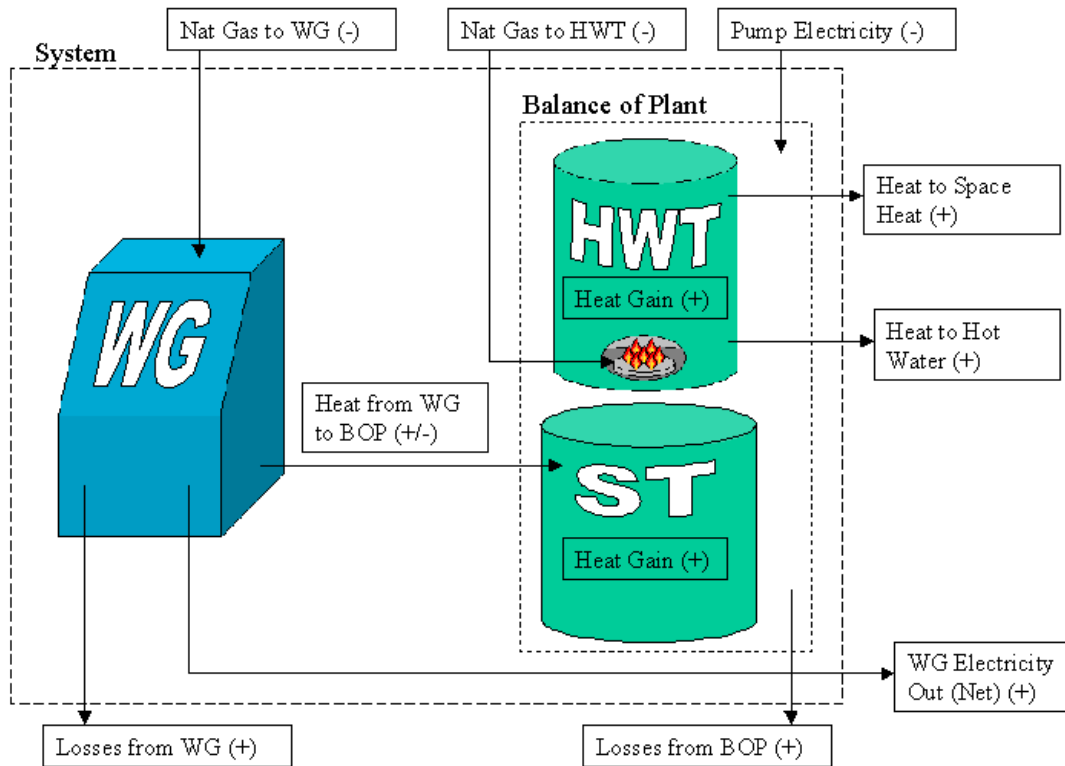 Nat Gas to WG (-)
Nat Gas to HWT (-)
Pump Electricity (-)
System
Balance of Plant
HWT
Heat Gain (+)
Heat to Space
Heat (+)
Heat to Hot
Water (+)
WG
Heat from WG
to BOP (+/-)
ST
Heat Gain (+)
WG Electricity
Out (Net) (+)
Losses from WG (+)
Losses from BOP (+)